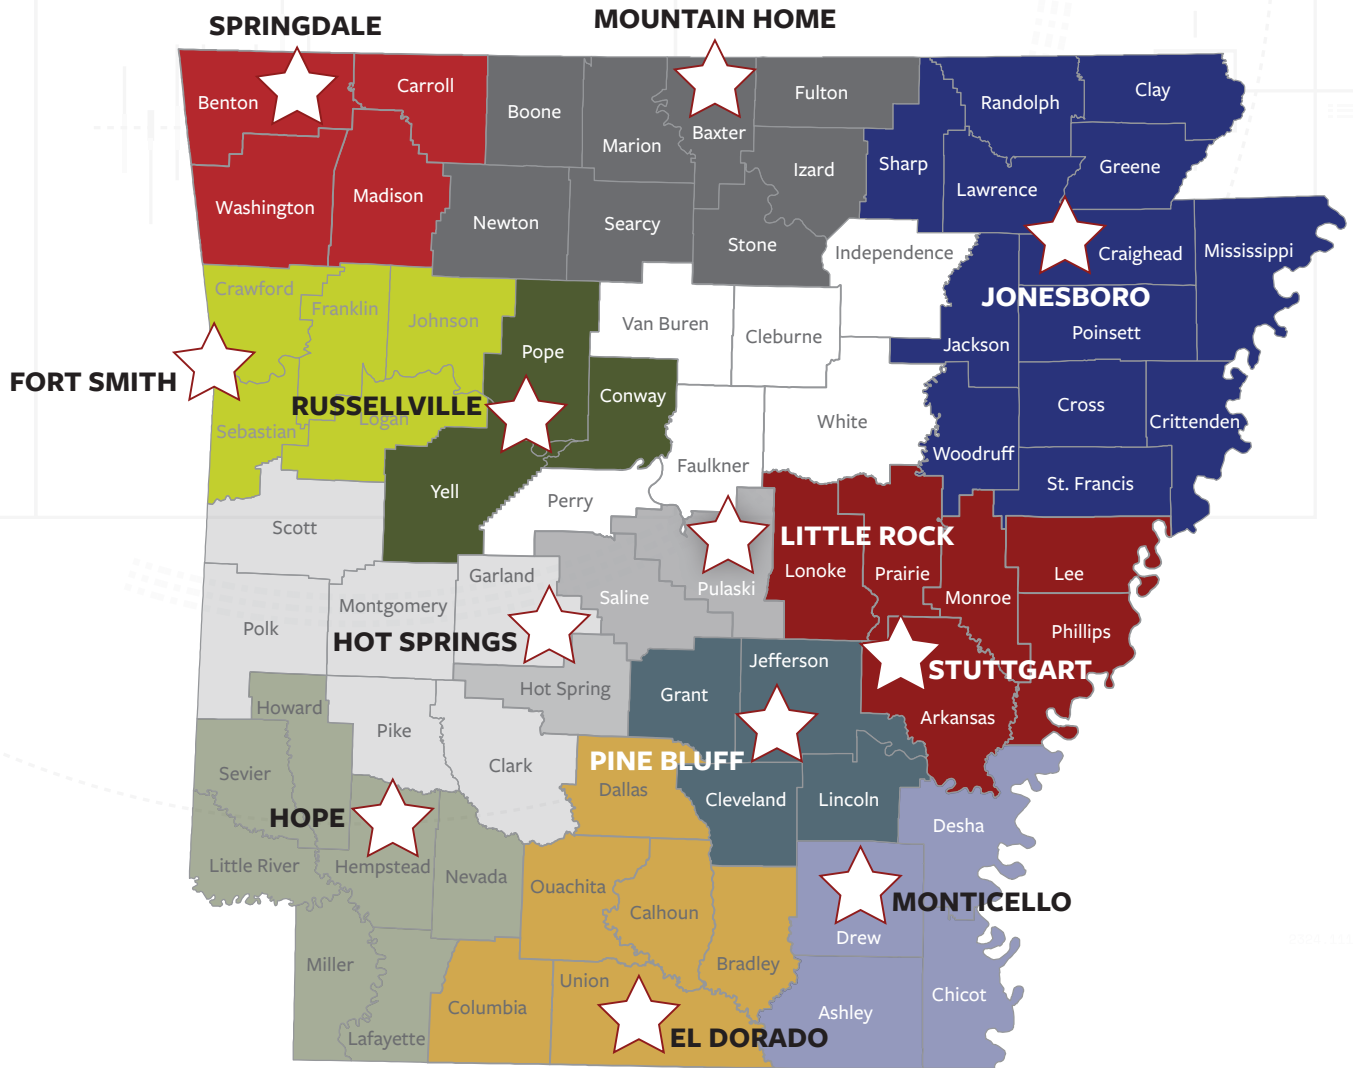 SPRINGDALE
MOUNTAIN HOME
Benton
Carroll
Boone
Marion
Baxter
Fulton
Randolph
Clay
Washington
Madison
Newton
Searcy
Stone
Izard
Sharp
Lawrence
Greene
Independence
Craighead
Mississippi
JONESBORO
Crawford
Franklin
Johnson
Pope
Van Buren
Cleburne
Jackson
Poinsett
FORT SMITH
RUSSELLVILLE
Logan
Sebastian
Conway
White
Cross
Crittenden
Woodruff
St. Francis
Yell
Perry
Faulkner
Scott
LITTLE ROCK
Garland
Saline
Pulaski
Lonoke
Prairie
Monroe
Lee
Phillips
Polk
Montgomery
HOT SPRINGS
Hot Spring
Grant
Jefferson
STUTTGART
Arkansas
Howard
Pike
Clark
PINE BLUFF
Dallas
Cleveland
Lincoln
Desha
Sevier
HOPE
Little River
Hempstead
Nevada
Ouachita
Calhoun
Bradley
MONTICELLO
Drew
Miller
Lafayette
Columbia
Union
EL DORADO
Ashley
Chicot